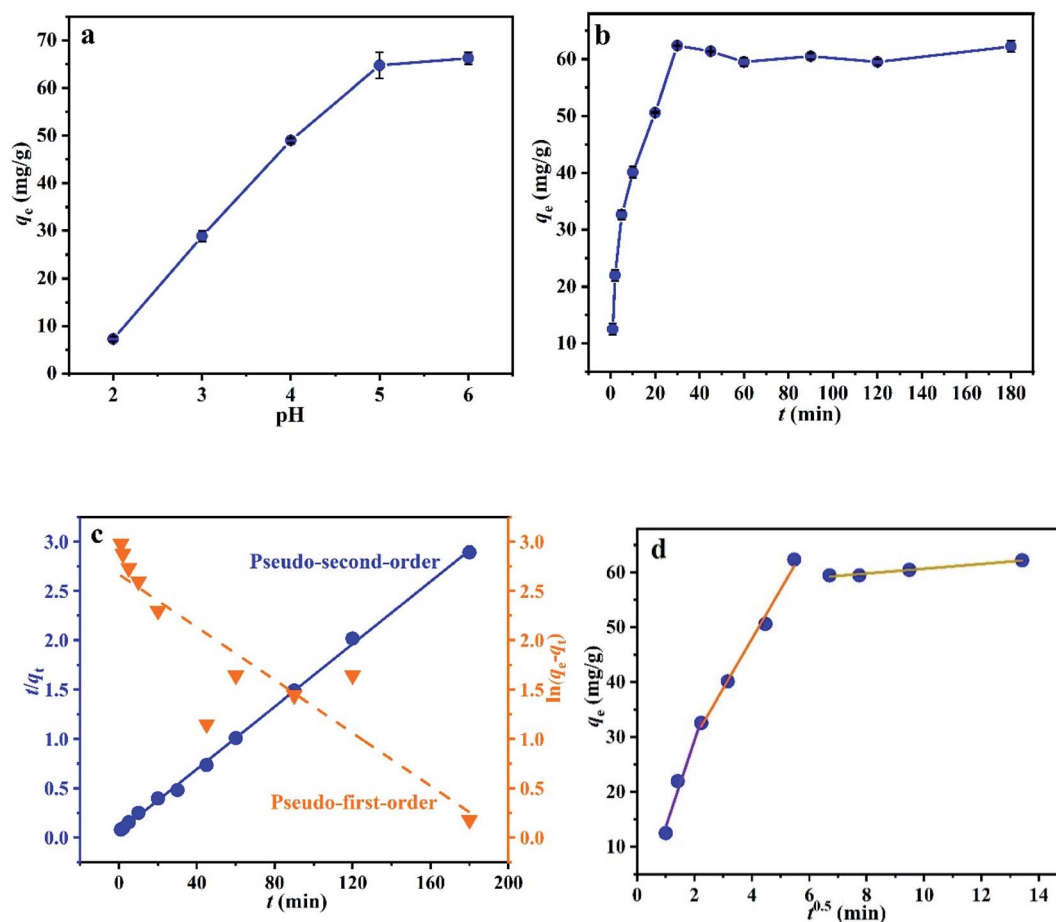 a
70
60
50
40
30
20
10
0
qe (mg/g)
2 3 4 5 6
pH
b
60
50
40
30
20
10
qe (mg/g)
0 20 40 60 80 100 120 140 160 180
t (min)
c
3.0
2.5
2.0
1.5
1.0
0.5
0.0
t/qt
Pseudo-second-order
Pseudo-first-order
3.0
2.5
2.0
1.5
1.0
0.5
0.0
ln(qe-qt)
0 40 80 120 160 200
t (min)
d
60
50
40
30
20
10
qe (mg/g)
0 2 4 6 8 10 12 14
t0.5 (min)